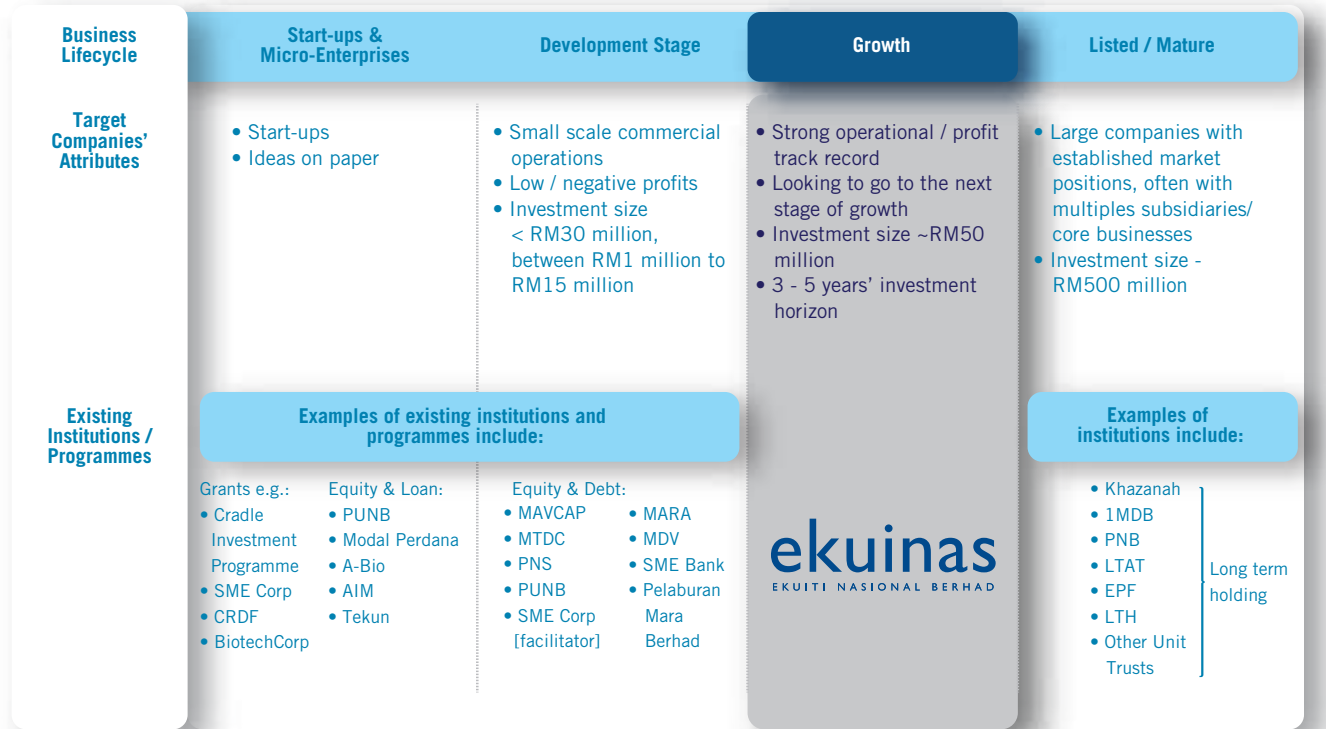 Business
Lifecycle
Start-ups &
Micro-Enterprises
Development Stage
Growth
Listed / Mature
Target
Companies'
Attributes
• Start-ups
• Ideas on paper
• Small scale commercial
operations
• Low / negative profits
• Investment size
< RM30 million,
between RM1 million to
RM15 million
• Strong operational / profit
track record
• Looking to go to the next
stage of growth
• Investment size ~RM50
million
• 3 - 5 years' investment
horizon
• Large companies with
established market
positions, often with
multiples subsidiaries/
core businesses
• Investment size -
RM500 million
Existing
Institutions /
Programmes
Examples of existing institutions and
programmes include:
Grants e.g.:
• Cradle
Investment
Programme
• SME Corp
• CRDF
• BiotechCorp
Equity & Loan:
• PUNB
• Modal Perdana
• A-Bio
• AIM
• Tekun
Equity & Debt:
• MAVCAP
• MTDC
• PNS
• PUNB
• SME Corp
[facilitator]
• MARA
• MDV
• SME Bank
• Pelaburan
Mara
Berhad
ekuinas
EKUITI NASIONAL BERHAD
Examples of
institutions include:
• Khazanah
• 1MDB
• PNB
• LTAT
• EPF
• LTH
• Other Unit
Trusts
Long term
holding